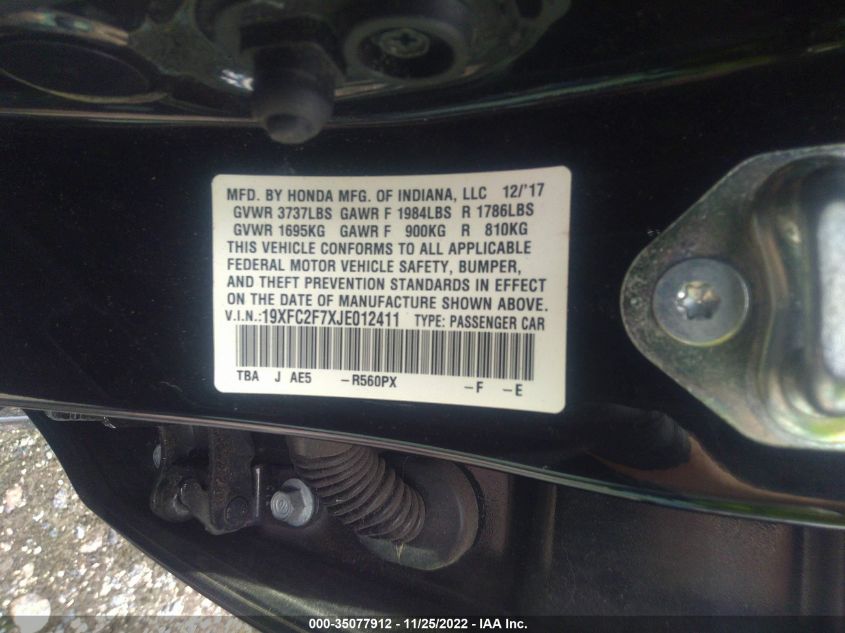 MFD. BY HONDA MFG. OF INDIANA, LLC 12/'17
GVWR 3737LBS GAWR F 1984LBS R 1786LBS
GVWR 1695KG GAWR F 900KG R 810KG
THIS VEHICLE CONFORMS TO ALL APPLICABLE
FEDERAL MOTOR VEHICLE SAFETY, BUMPER,
AND THEFT PREVENTION STANDARDS IN EFFECT
ON THE DATE OF MANUFACTURE SHOWN ABOVE.
V.I.N.:19XFC2F7XJE012411 TYPE: PASSENGER CAR
TBA J AE5 –R560PX –F –E
000-35077912 - 11/25/2022 - IAA Inc.